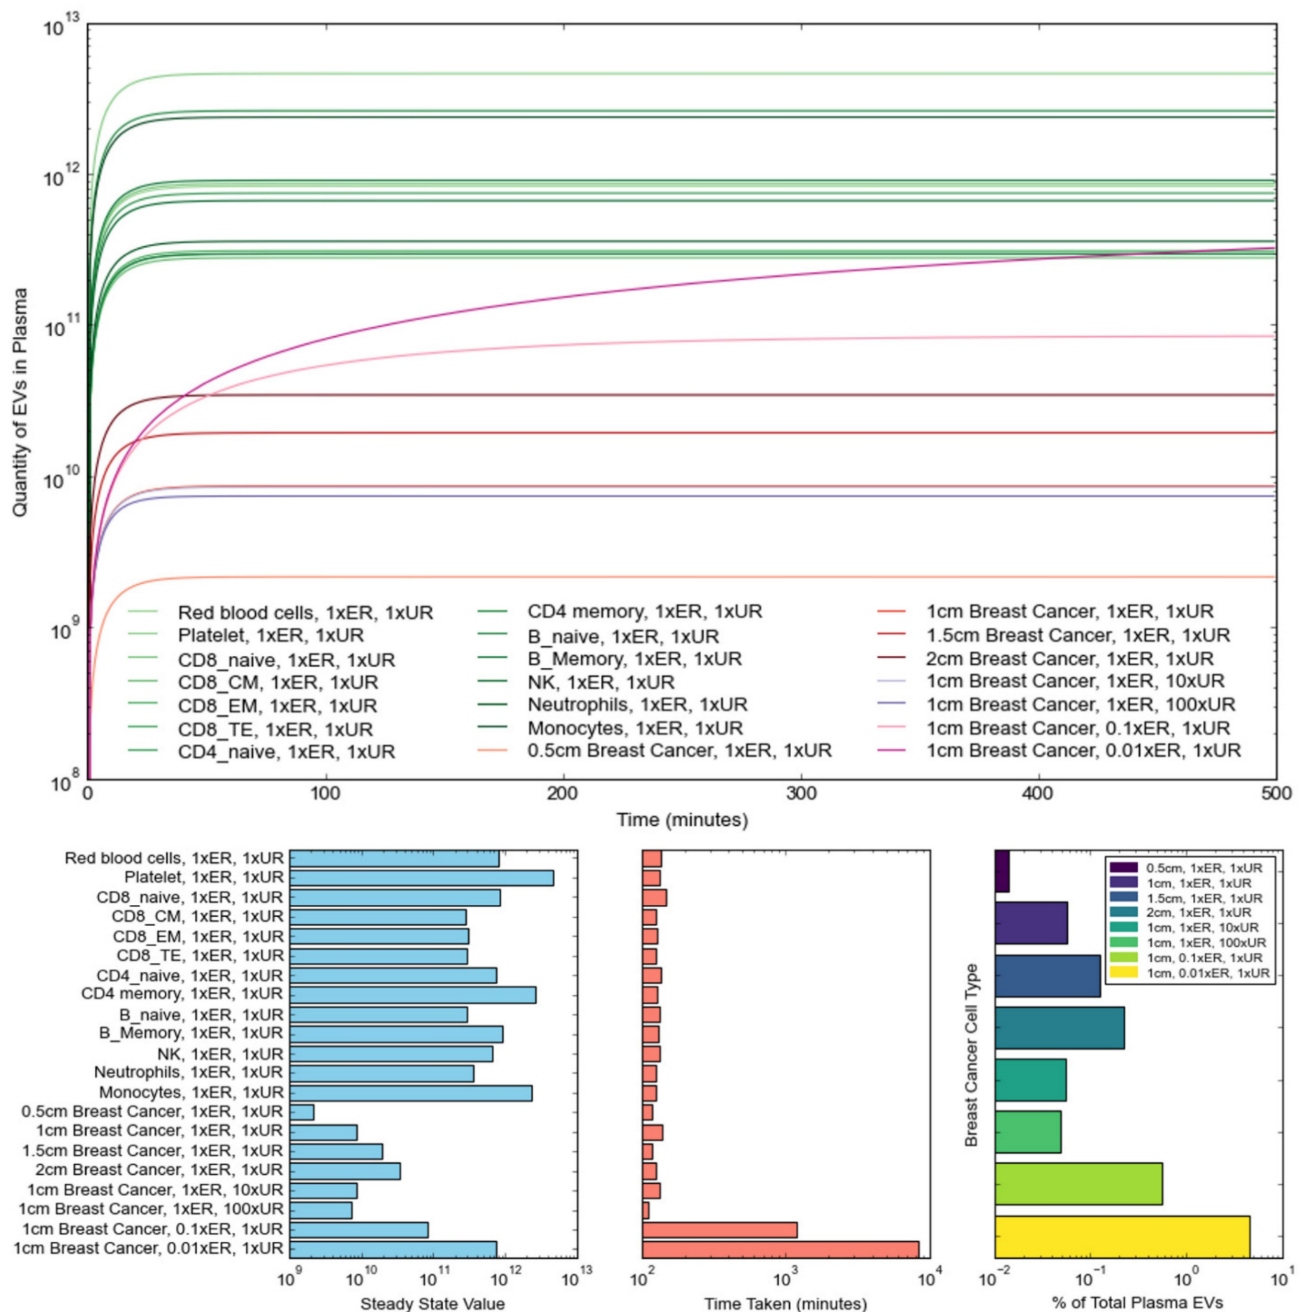 10^13
10^12
10^11
10^10
10^9
10^8
Quantity of EVs in Plasma
Red blood cells, 1xER, 1xUR
Platelet, 1xER, 1xUR
CD8_naive, 1xER, 1xUR
CD8_CM, 1xER, 1xUR
CD8_EM, 1xER, 1xUR
CD8_TE, 1xER, 1xUR
CD4_naive, 1xER, 1xUR
CD4 memory, 1xER, 1xUR
B_naive, 1xER, 1xUR
B_Memory, 1xER, 1xUR
NK, 1xER, 1xUR
Neutrophils, 1xER, 1xUR
Monocytes, 1xER, 1xUR
0.5cm Breast Cancer, 1xER, 1xUR
1cm Breast Cancer, 1xER, 1xUR
1.5cm Breast Cancer, 1xER, 1xUR
2cm Breast Cancer, 1xER, 1xUR
1cm Breast Cancer, 1xER, 10xUR
1cm Breast Cancer, 1xER, 100xUR
1cm Breast Cancer, 0.1xER, 1xUR
1cm Breast Cancer, 0.01xER, 1xUR
0 100 200 300 400 500
Time (minutes)
Red blood cells, 1xER, 1xUR
Platelet, 1xER, 1xUR
CD8_naive, 1xER, 1xUR
CD8_CM, 1xER, 1xUR
CD8_EM, 1xER, 1xUR
CD8_TE, 1xER, 1xUR
CD4_naive, 1xER, 1xUR
CD4 memory, 1xER, 1xUR
B_naive, 1xER, 1xUR
B_Memory, 1xER, 1xUR
NK, 1xER, 1xUR
Neutrophils, 1xER, 1xUR
Monocytes, 1xER, 1xUR
0.5cm Breast Cancer, 1xER, 1xUR
1cm Breast Cancer, 1xER, 1xUR
1.5cm Breast Cancer, 1xER, 1xUR
2cm Breast Cancer, 1xER, 1xUR
1cm Breast Cancer, 1xER, 10xUR
1cm Breast Cancer, 1xER, 100xUR
1cm Breast Cancer, 0.1xER, 1xUR
1cm Breast Cancer, 0.01xER, 1xUR
10^9 10^10 10^11 10^12 10^13
Steady State Value
10^2 10^3 10^4
Time Taken (minutes)
Breast Cancer Cell Type
0.5cm, 1xER, 1xUR
1cm, 1xER, 1xUR
1.5cm, 1xER, 1xUR
2cm, 1xER, 1xUR
1cm, 1xER, 10xUR
1cm, 1xER, 100xUR
1cm, 0.1xER, 1xUR
1cm, 0.01xER, 1xUR
10^-2 10^-1 10^0 10^1
% of Total Plasma EVs